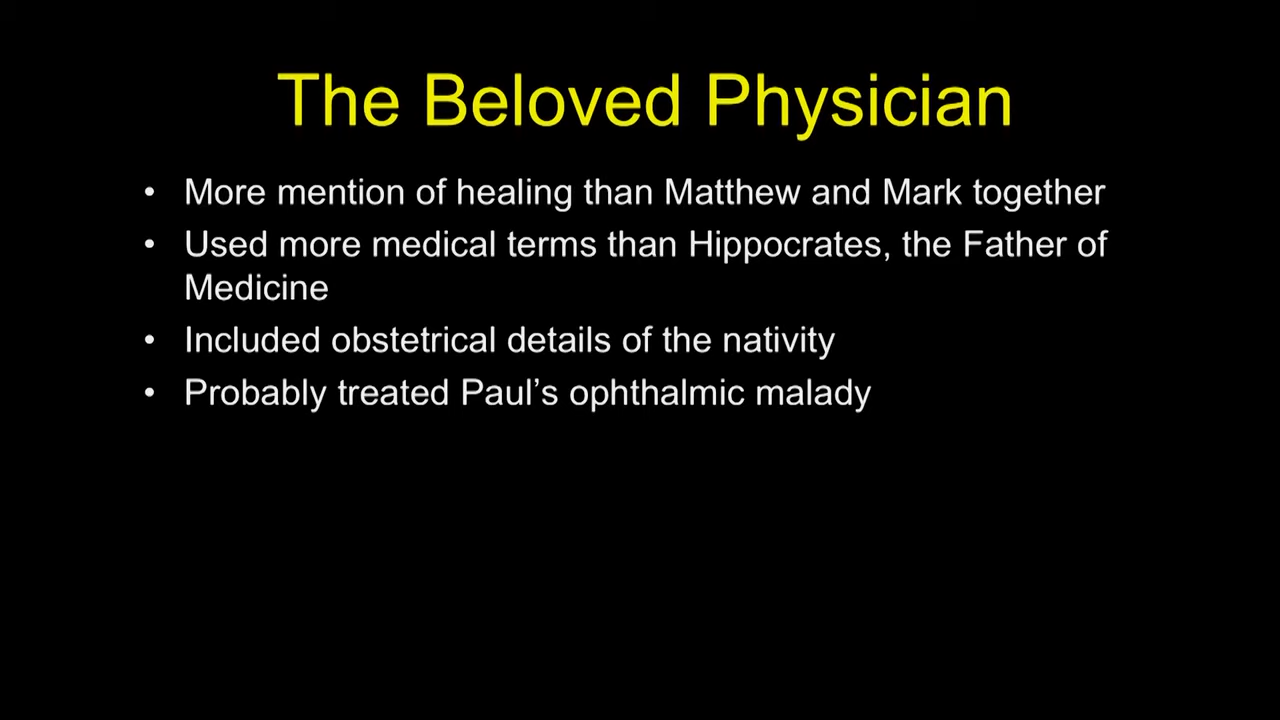 The Beloved Physician
• More mention of healing than Matthew and Mark together
• Used more medical terms than Hippocrates, the Father of
Medicine
• Included obstetrical details of the nativity
• Probably treated Paul’s ophthalmic malady